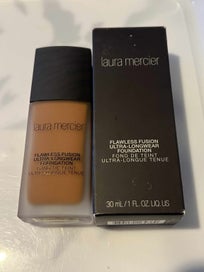 laura mercier
FLAWLESS FUSION
ULTRA-LONGWEAR
FOUNDATION
FOND DE TEINT
ULTRA-LONGUE TENUE
laura mercier
FLAWLESS FUSION
ULTRA-LONGWEAR
FOUNDATION
FOND DE TEINT
ULTRA-LONGUE TENUE
30 mL / 1 FL. OZ. LIQ. US